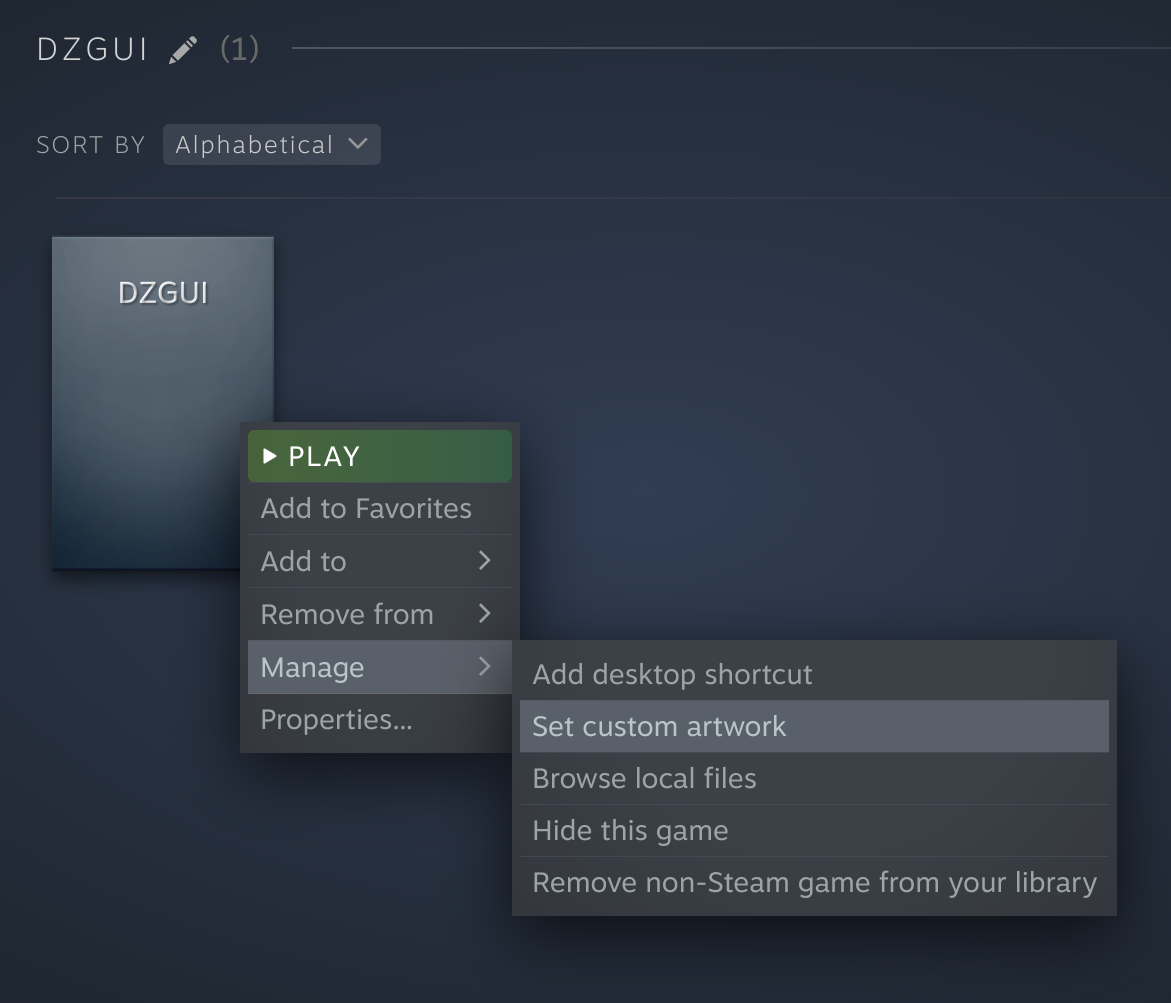 DZGUI (1)
SORT BY Alphabetical
DZGUI
PLAY
Add to Favorites
Add to
Remove from
Manage
Properties...
Add desktop shortcut
Set custom artwork
Browse local files
Hide this game
Remove non-Steam game from your library